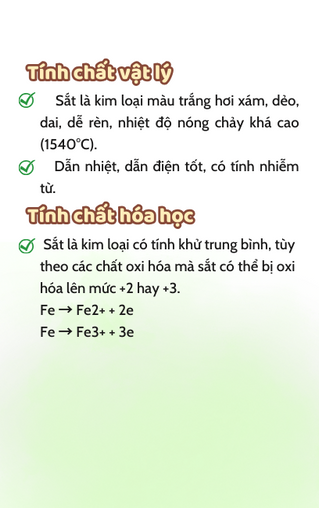 Tính chất vật lý
Sắt là kim loại màu trắng hơi xám, dẻo,
dai, dễ rèn, nhiệt độ nóng chảy khá cao
(1540°C).
Dẫn nhiệt, dẫn điện tốt, có tính nhiễm
từ.
Tính chất hóa học
Sắt là kim loại có tính khử trung bình, tùy
theo các chất oxi hóa mà sắt có thể bị oxi
hóa lên mức +2 hay +3.
Fe → Fe2+ + 2e
Fe → Fe3+ + 3e